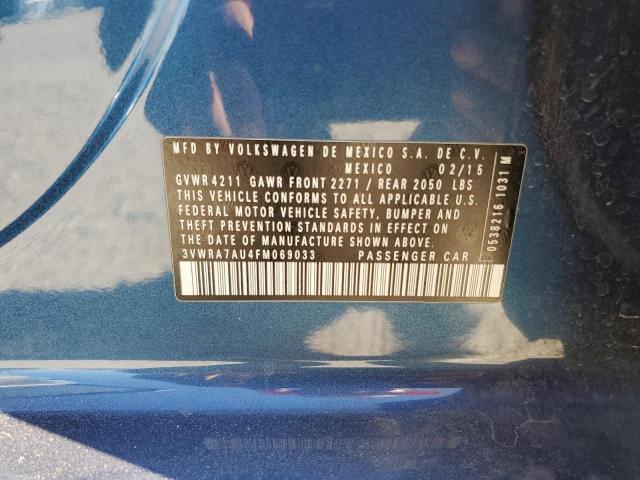 MFD BY VOLKSWAGEN DE MEXICO S.A. DE C.V.
MEXICO 02/15
GVWR 4211 GAWR FRONT 2271 / REAR 2050 LBS
THIS VEHICLE CONFORMS TO ALL APPLICABLE U.S.
FEDERAL MOTOR VEHICLE SAFETY, BUMPER AND
THEFT PREVENTION STANDARDS IN EFFECT ON
THE DATE OF MANUFACTURE SHOWN ABOVE.
3VWRA7AU4FM069033 PASSENGER CAR
0538216 1031 M